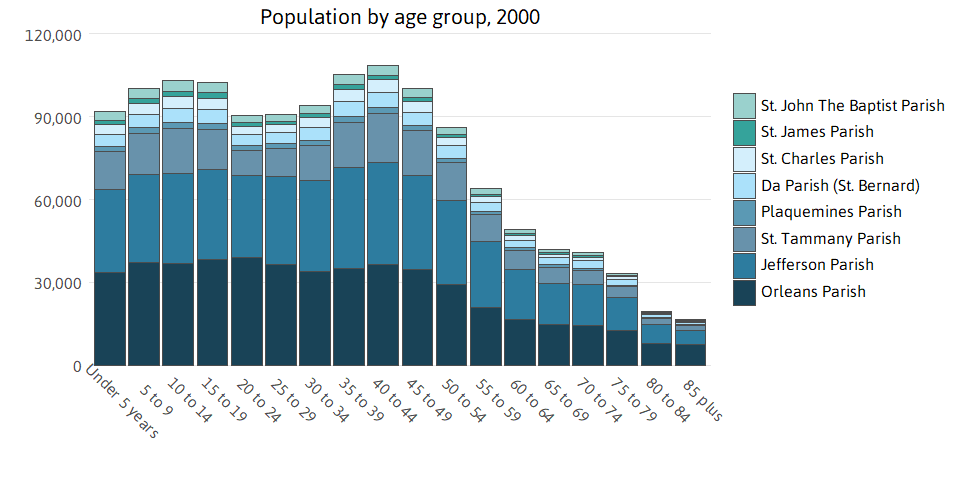 Population by age group, 2000
120,000
90,000
60,000
30,000
0
Under 5 years
5 to 9
10 to 14
15 to 19
20 to 24
25 to 29
30 to 34
35 to 39
40 to 44
45 to 49
50 to 54
55 to 59
60 to 64
65 to 69
70 to 74
75 to 79
80 to 84
85 plus
St. John The Baptist Parish
St. James Parish
St. Charles Parish
Da Parish (St. Bernard)
Plaquemines Parish
St. Tammany Parish
Jefferson Parish
Orleans Parish